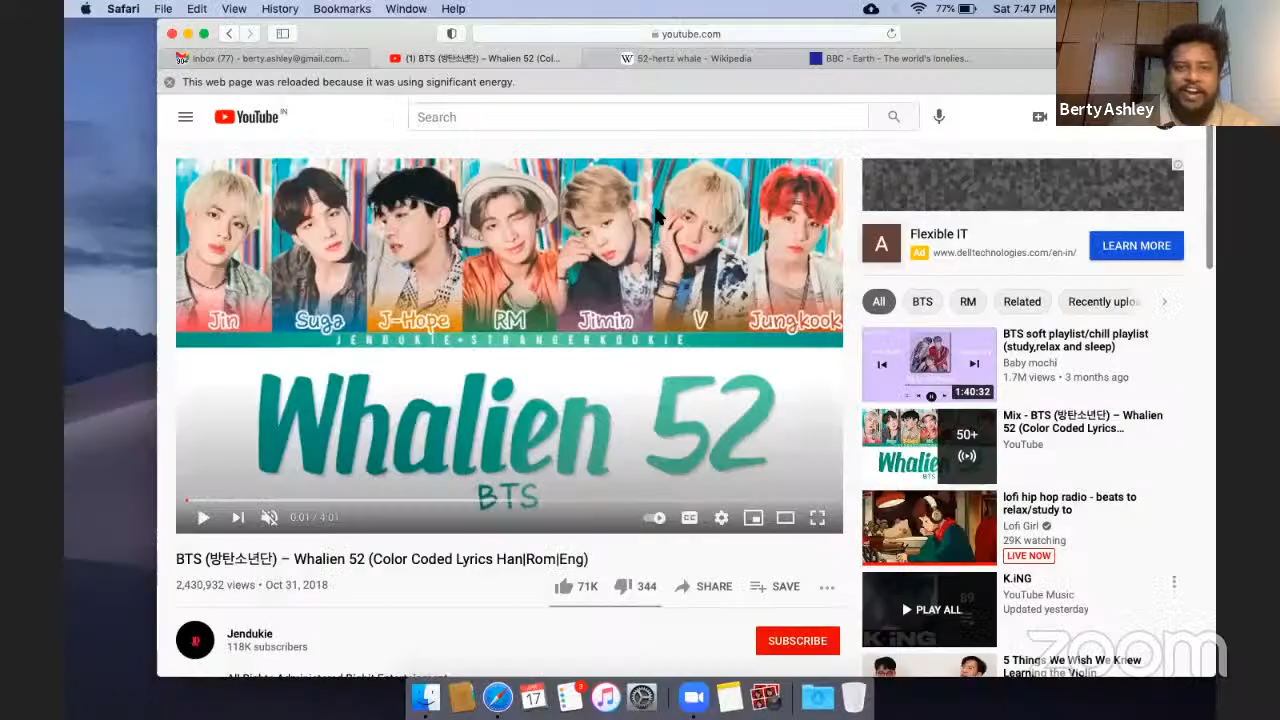 Safari File Edit View History Bookmarks Window Help
77% Sat 7:47 PM
youtube.com
Inbox (77) - berty.ashley@gmail.com...
(1) BTS (방탄소년단) – Whalien 52 (Col...
W 52-hertz whale - Wikipedia
BBC - Earth - The world's lonelies...
This web page was reloaded because it was using significant energy.
Berty Ashley
YouTube IN
Search
Jin Suga J-Hope RM Jimin V Jungkook
JENDUKIE+STRANGERKOOKIE
Whalien 52
BTS
0:01 / 4:01
CC
BTS (방탄소년단) – Whalien 52 (Color Coded Lyrics Han|Rom|Eng)
2,430,932 views • Oct 31, 2018
71K 344 SHARE SAVE
Jendukie
118K subscribers
SUBSCRIBE
A
Flexible IT
Ad www.delltechnologies.com/en-in/
LEARN MORE
All BTS RM Related Recently uplo
BTS soft playlist/chill playlist
(study,relax and sleep)
Baby mochi
1.7M views • 3 months ago
1:40:32
Mix - BTS (방탄소년단) – Whalien
52 (Color Coded Lyrics...
YouTube
50+
Whalie
BTS
lofi hip hop radio - beats to
relax/study to
Lofi Girl
29K watching
LIVE NOW
K.iNG
YouTube Music
Updated yesterday
PLAY ALL
K.iNG
5 Things We Wish We Knew
Learning the Violin
zoom
17
3